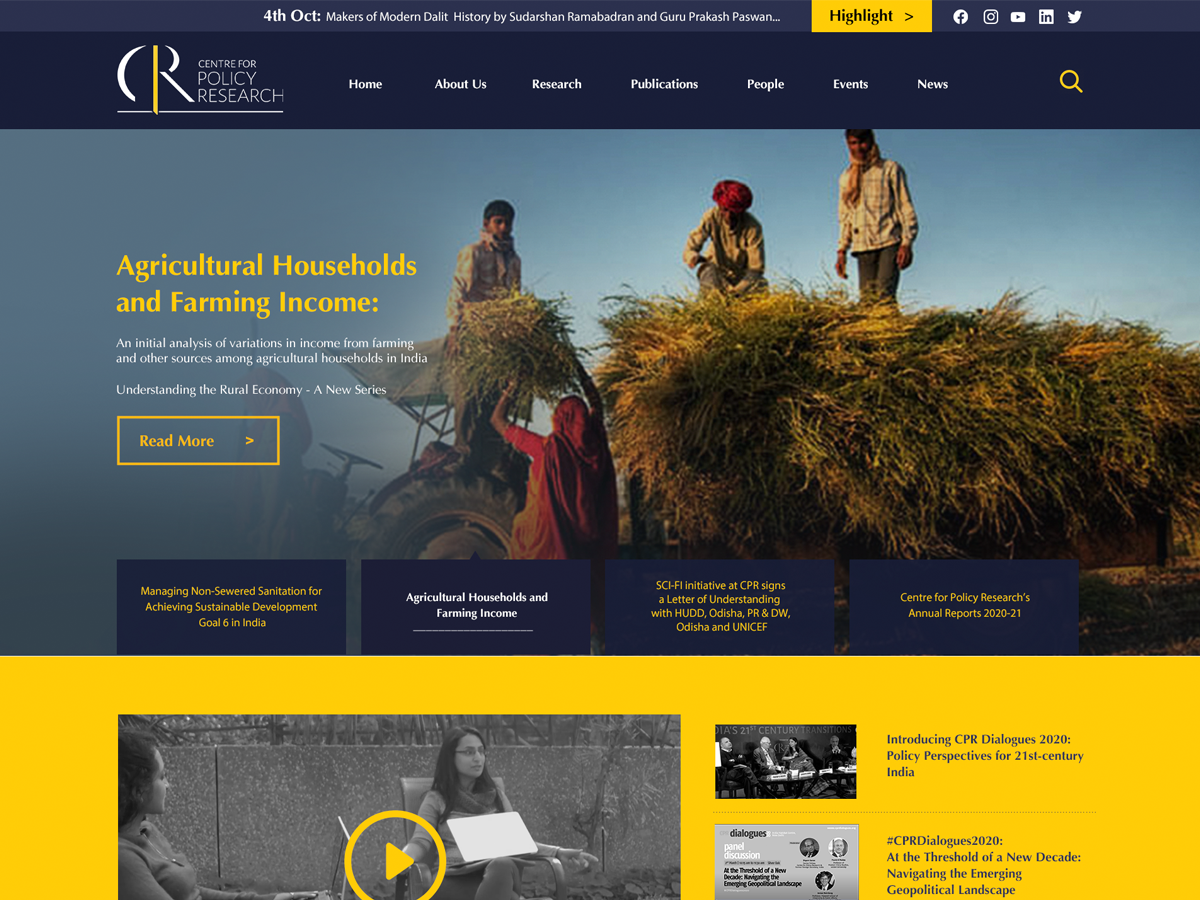 4th Oct: Makers of Modern Dalit History by Sudarshan Ramabadran and Guru Prakash Paswan...
Highlight >
CENTRE FOR
POLICY
RESEARCH
Home About Us Research Publications People Events News
Agricultural Households
and Farming Income:
An initial analysis of variations in income from farming
and other sources among agricultural households in India
Understanding the Rural Economy - A New Series
Read More >
Managing Non-Sewered Sanitation for
Achieving Sustainable Development
Goal 6 in India
Agricultural Households and
Farming Income
SCI-FI initiative at CPR signs
a Letter of Understanding
with HUDD, Odisha, PR & DW,
Odisha and UNICEF
Centre for Policy Research's
Annual Reports 2020-21
DIA'S 21ST CENTURY TRANSITIONS
Introducing CPR Dialogues 2020:
Policy Perspectives for 21st-century
India
dialogues
panel
discussion
At the Threshold of a New
Decade: Navigating the
Emerging Geopolitical Landscape
#CPRDialogues2020:
At the Threshold of a New Decade:
Navigating the Emerging
Geopolitical Landscape